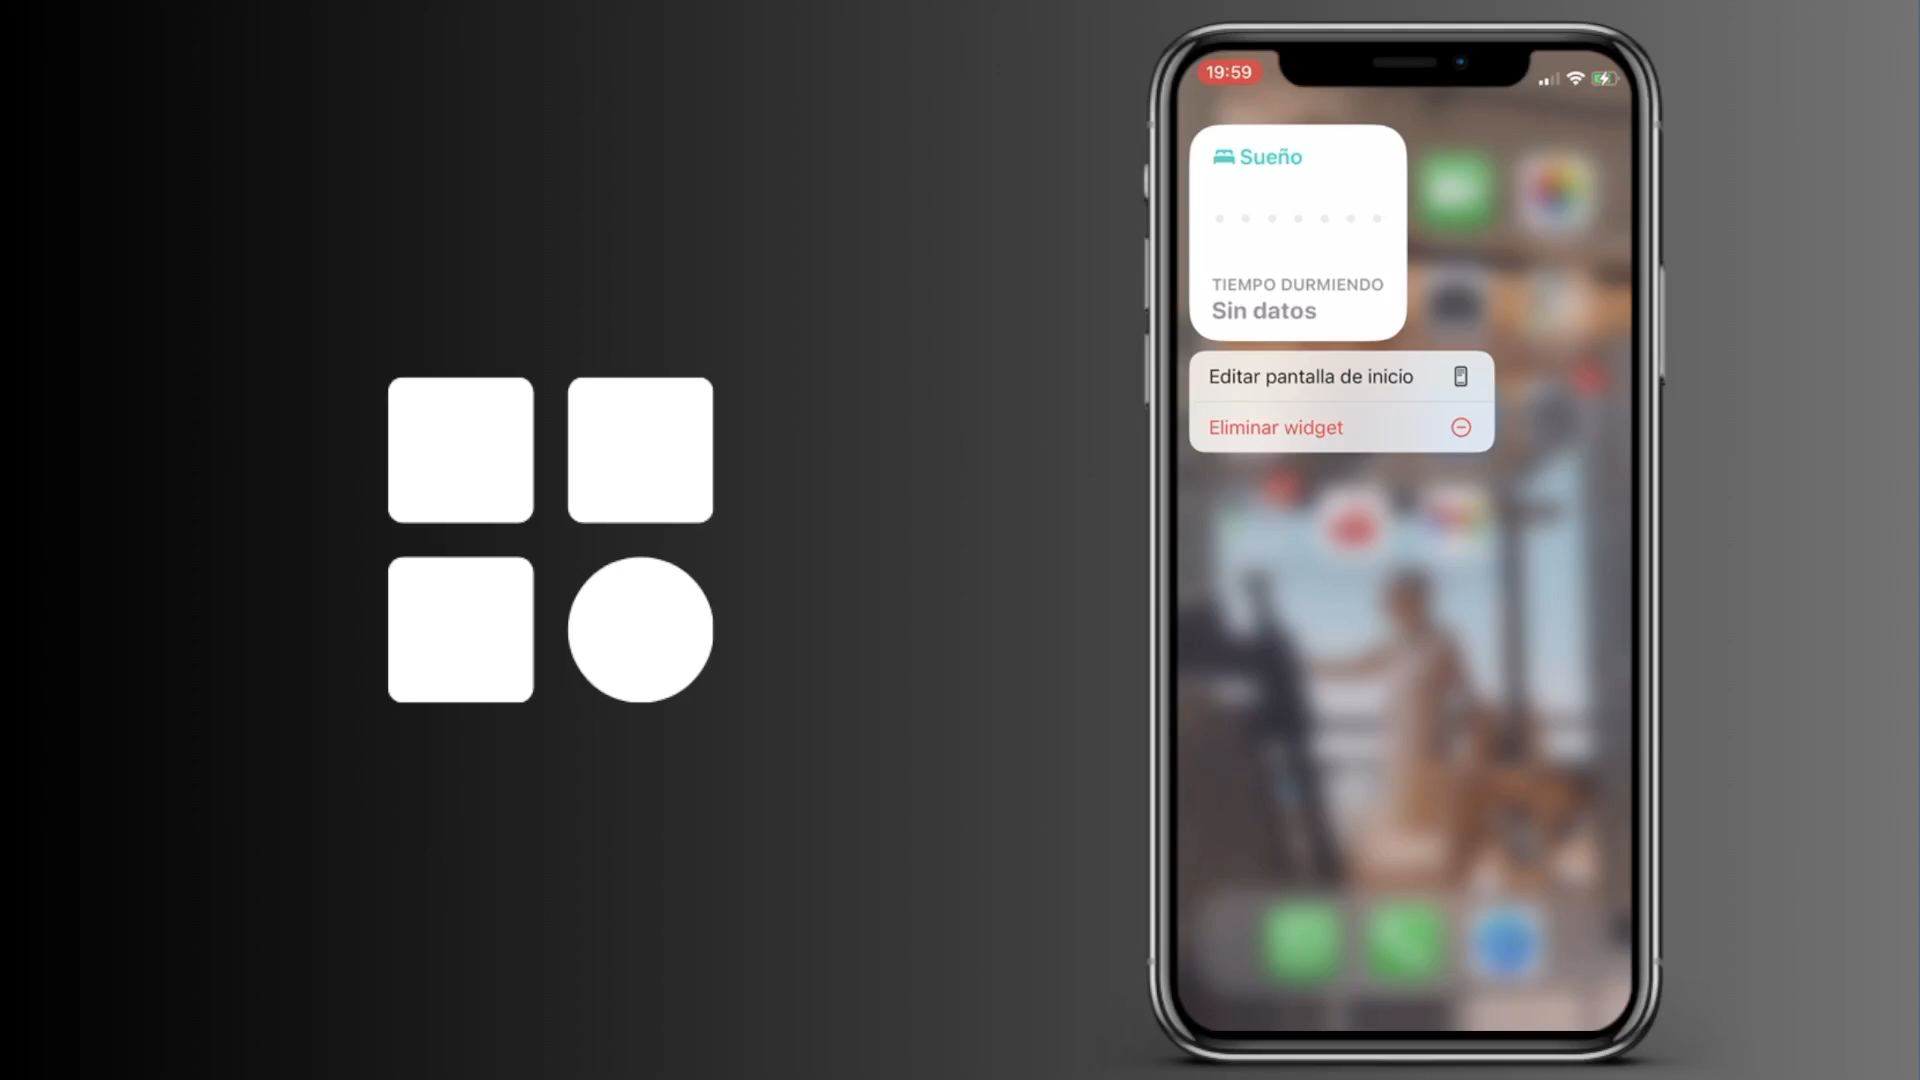 19:59
Sueño
TIEMPO DURMIENDO
Sin datos
Editar pantalla de inicio
Eliminar widget